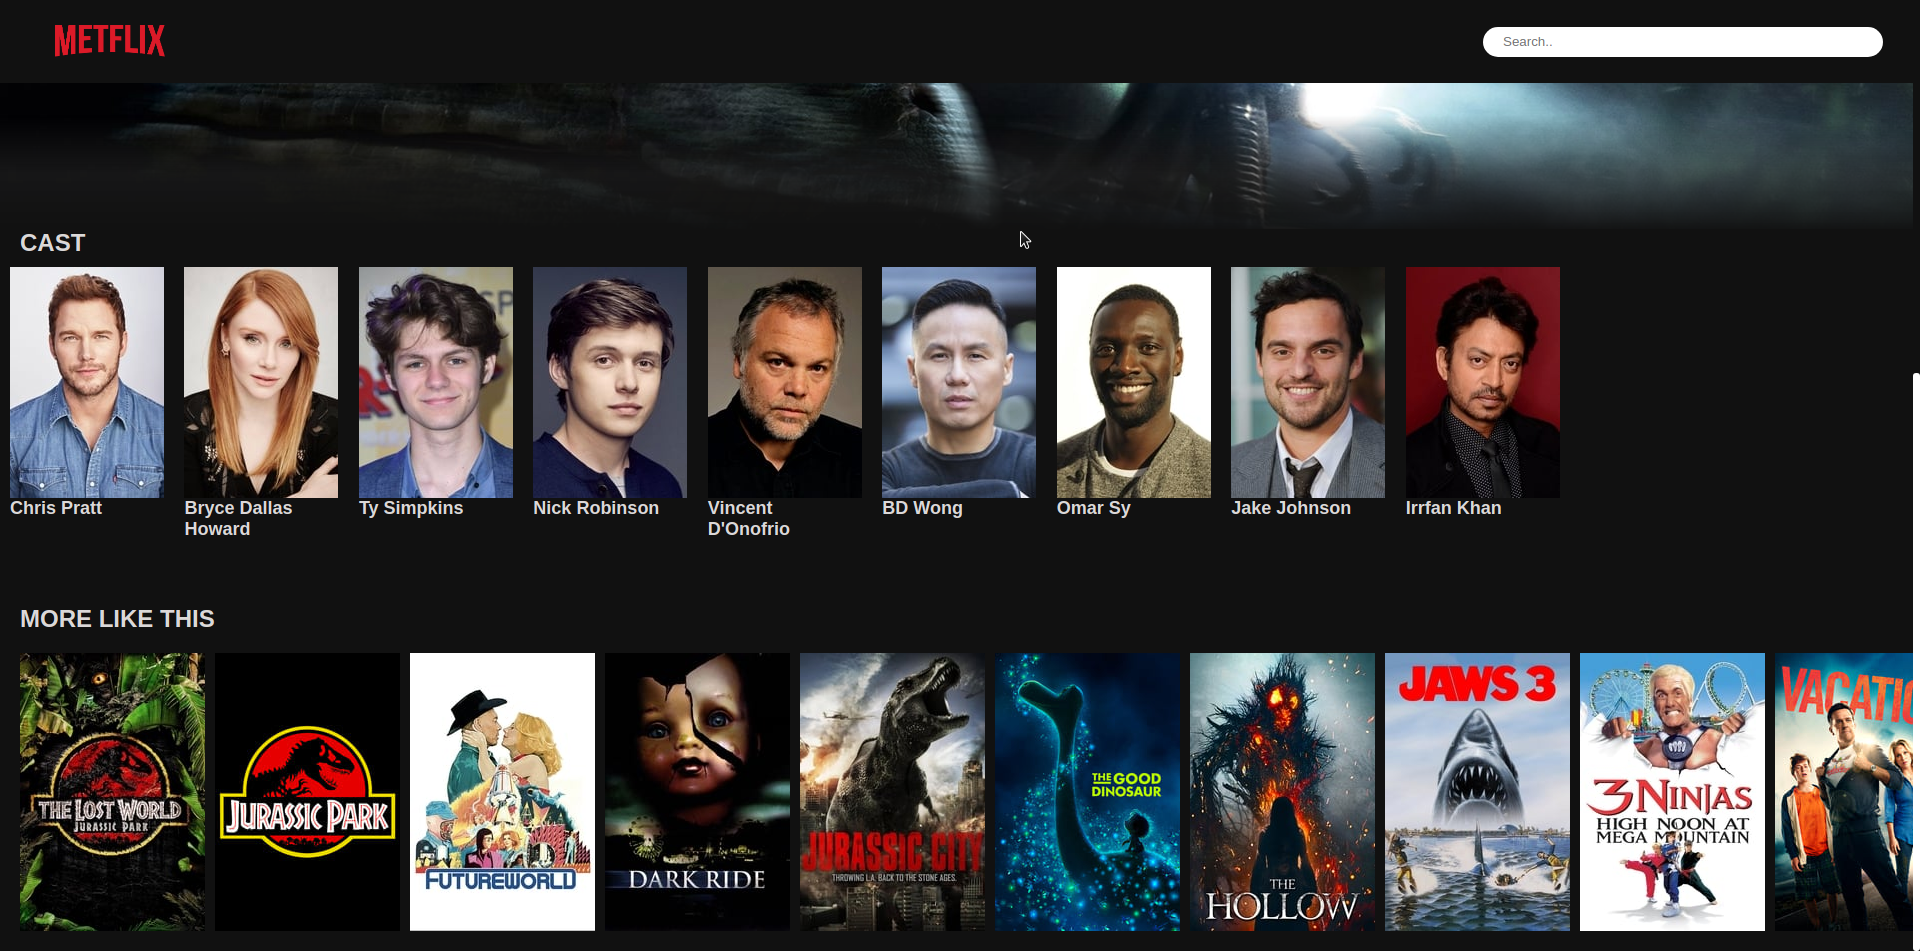 METFLIX
Search..
CAST
SP
Chris Pratt
Bryce Dallas
Howard
Ty Simpkins
Nick Robinson
Vincent
D'Onofrio
BD Wong
Omar Sy
Jake Johnson
Irrfan Khan
MORE LIKE THIS
THE LOST WORLD
JURASSIC PARK
JURASSIC PARK
FUTUREWORLD
DARK RIDE
JURASSIC CITY
THROWING L.A. BACK TO THE STONE AGES.
THE GOOD
DINOSAUR
THE
HOLLOW
JAWS 3
3 NINJAS
HIGH NOON AT
MEGA MOUNTAIN
VACATIO